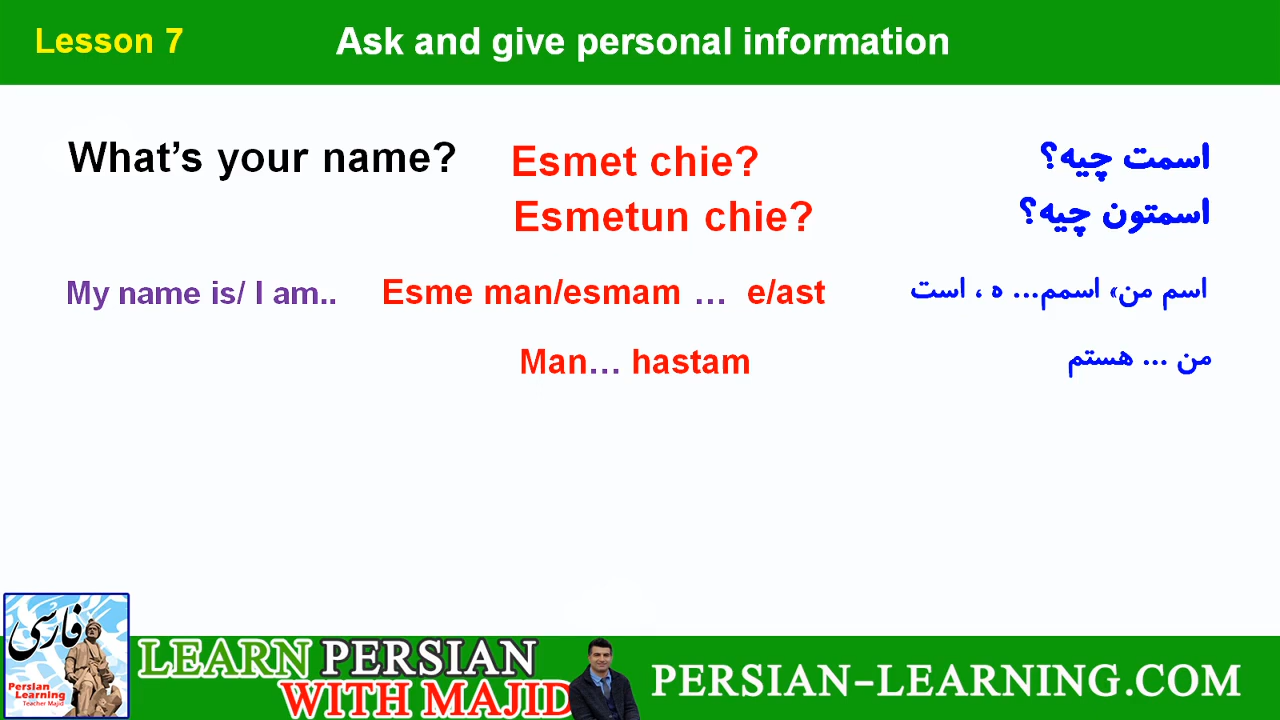 Lesson 7 Ask and give personal information
What’s your name? Esmet chie? اسمت چیه؟
Esmetun chie? اسمتون چیه؟
My name is/ I am.. Esme man/esmam … e/ast اسم من› اسمم... ه ، است
Man… hastam من ... هستم
فارسی
Persian
Learning
Teacher Majid
LEARN PERSIAN
WITH MAJID
PERSIAN-LEARNING.COM